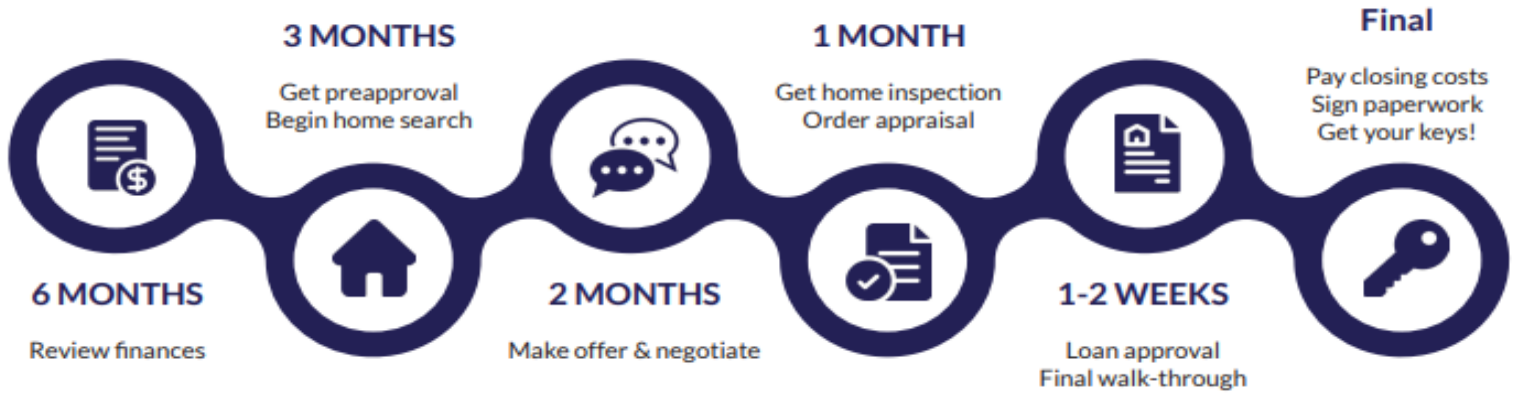 6 MONTHS
Review finances
3 MONTHS
Get preapproval
Begin home search
2 MONTHS
Make offer & negotiate
1 MONTH
Get home inspection
Order appraisal
1-2 WEEKS
Loan approval
Final walk-through
Final
Pay closing costs
Sign paperwork
Get your keys!